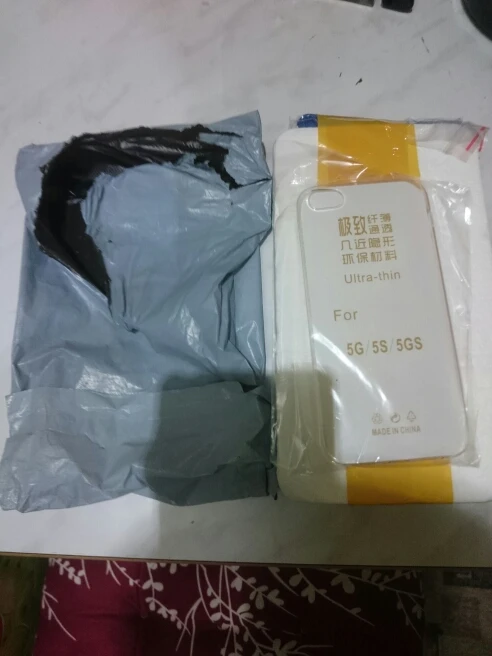 极致纤薄
通透
几近隐形
环保材料
Ultra-thin
For
5G/5S/5GS
MADE IN CHINA